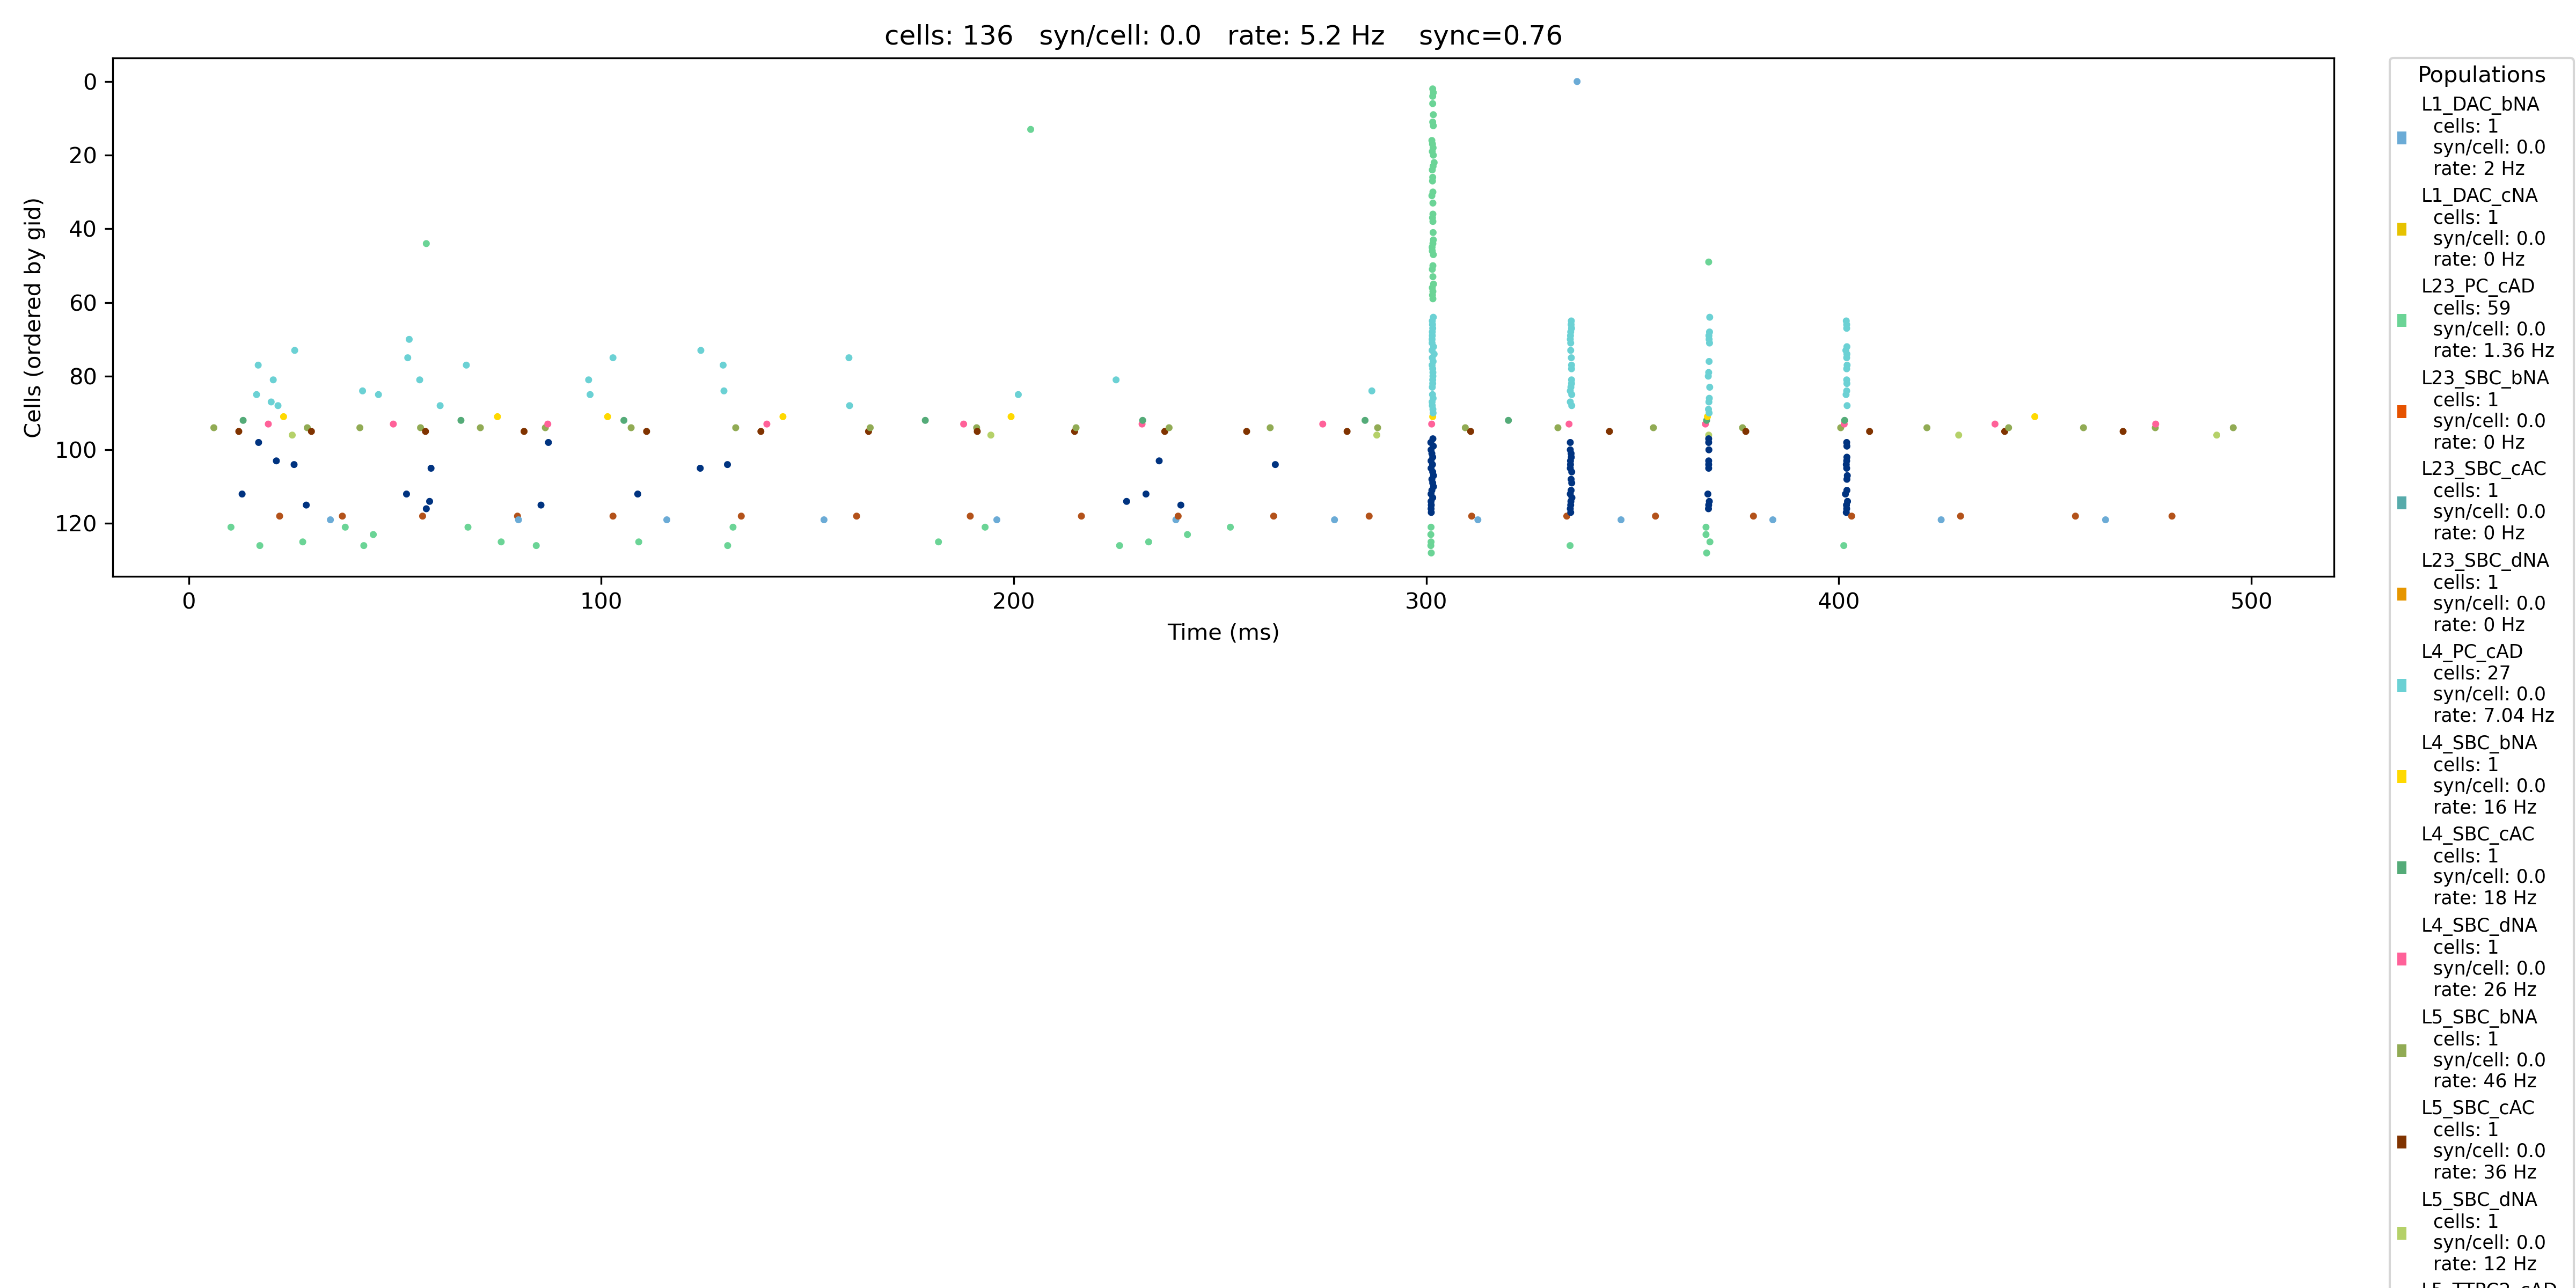 cells: 136   syn/cell: 0.0   rate: 5.2 Hz    sync=0.76
Cells (ordered by gid)
0
20
40
60
80
100
120
0
100
200
300
400
500
Time (ms)
Populations
L1_DAC_bNA
cells: 1
syn/cell: 0.0
rate: 2 Hz
L1_DAC_cNA
cells: 1
syn/cell: 0.0
rate: 0 Hz
L23_PC_cAD
cells: 59
syn/cell: 0.0
rate: 1.36 Hz
L23_SBC_bNA
cells: 1
syn/cell: 0.0
rate: 0 Hz
L23_SBC_cAC
cells: 1
syn/cell: 0.0
rate: 0 Hz
L23_SBC_dNA
cells: 1
syn/cell: 0.0
rate: 0 Hz
L4_PC_cAD
cells: 27
syn/cell: 0.0
rate: 7.04 Hz
L4_SBC_bNA
cells: 1
syn/cell: 0.0
rate: 16 Hz
L4_SBC_cAC
cells: 1
syn/cell: 0.0
rate: 18 Hz
L4_SBC_dNA
cells: 1
syn/cell: 0.0
rate: 26 Hz
L5_SBC_bNA
cells: 1
syn/cell: 0.0
rate: 46 Hz
L5_SBC_cAC
cells: 1
syn/cell: 0.0
rate: 36 Hz
L5_SBC_dNA
cells: 1
syn/cell: 0.0
rate: 12 Hz